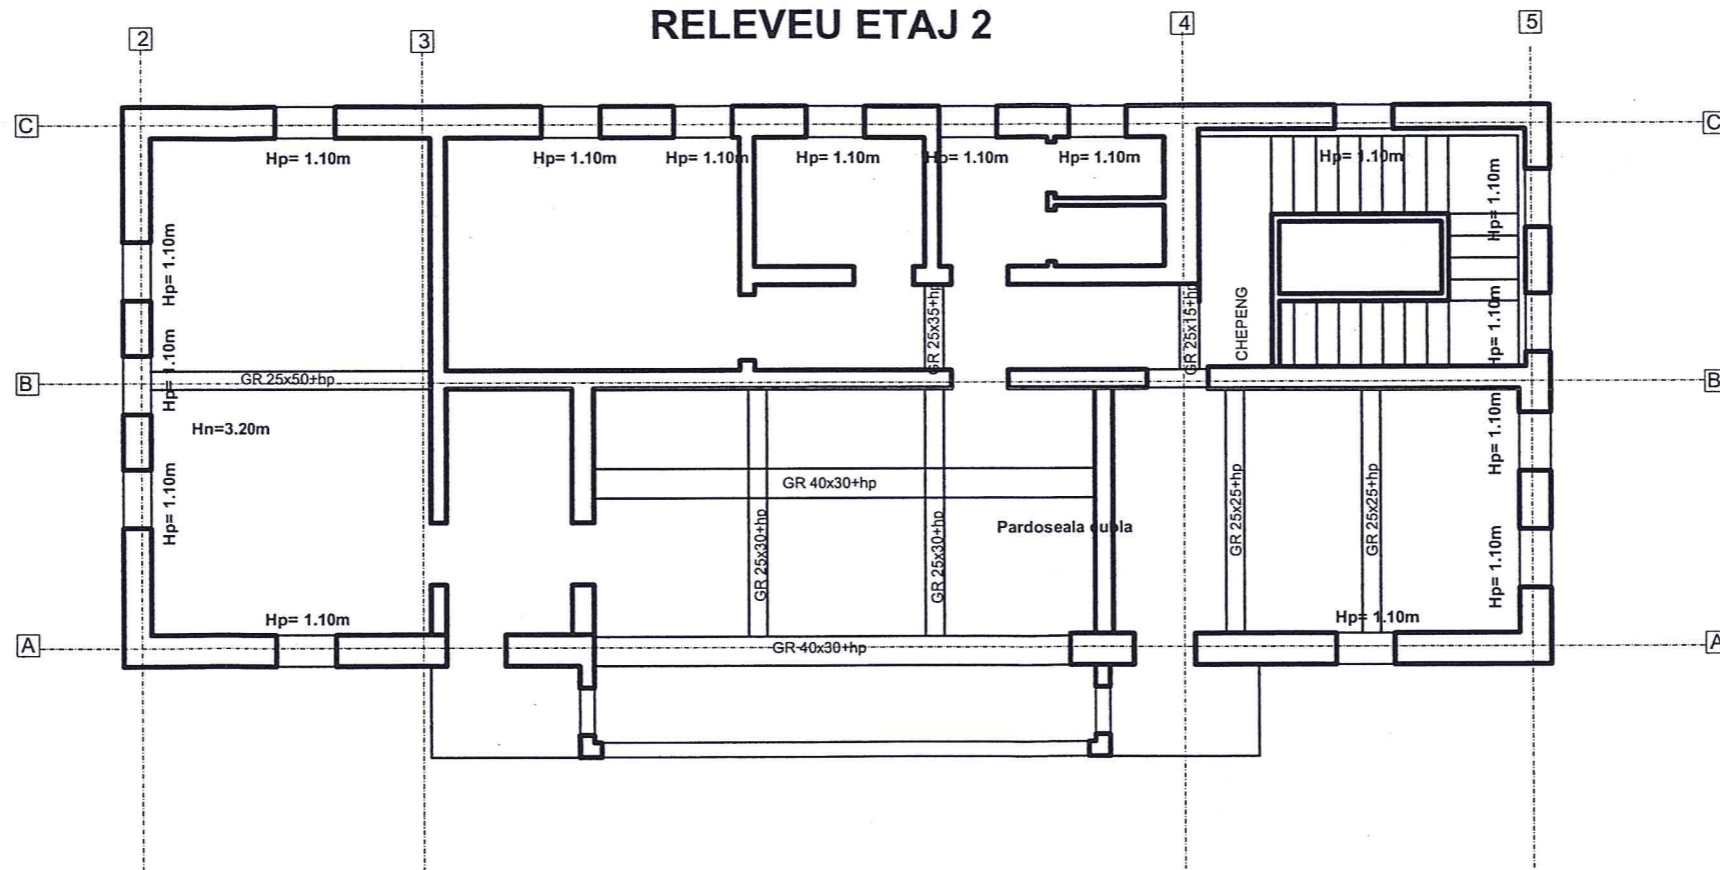 RELEVEU ETAJ 2
2
3
4
5
C
C
Hp= 1.10m
Hp= 1.10m
Hp= 1.10m
Hp= 1.10m
Hp= 1.10m
Hp= 1.10m
Hp= 1.10m
Hp= 1.10m
Hp= 1.10m
GR 25x35+hp
GR 25x15+hp
CHEPENG
Hp= 1.10m
Hp= 1.10m
B
GR 25x50+hp
B
Hn=3.20m
Hp= 1.10m
Hp= 1.10m
GR 40x30+hp
GR 25x25+hp
GR 25x25+hp
Pardoseala dubla
GR 25x30+hp
GR 25x30+hp
Hp= 1.10m
Hp= 1.10m
Hp= 1.10m
A
GR 40x30+hp
A